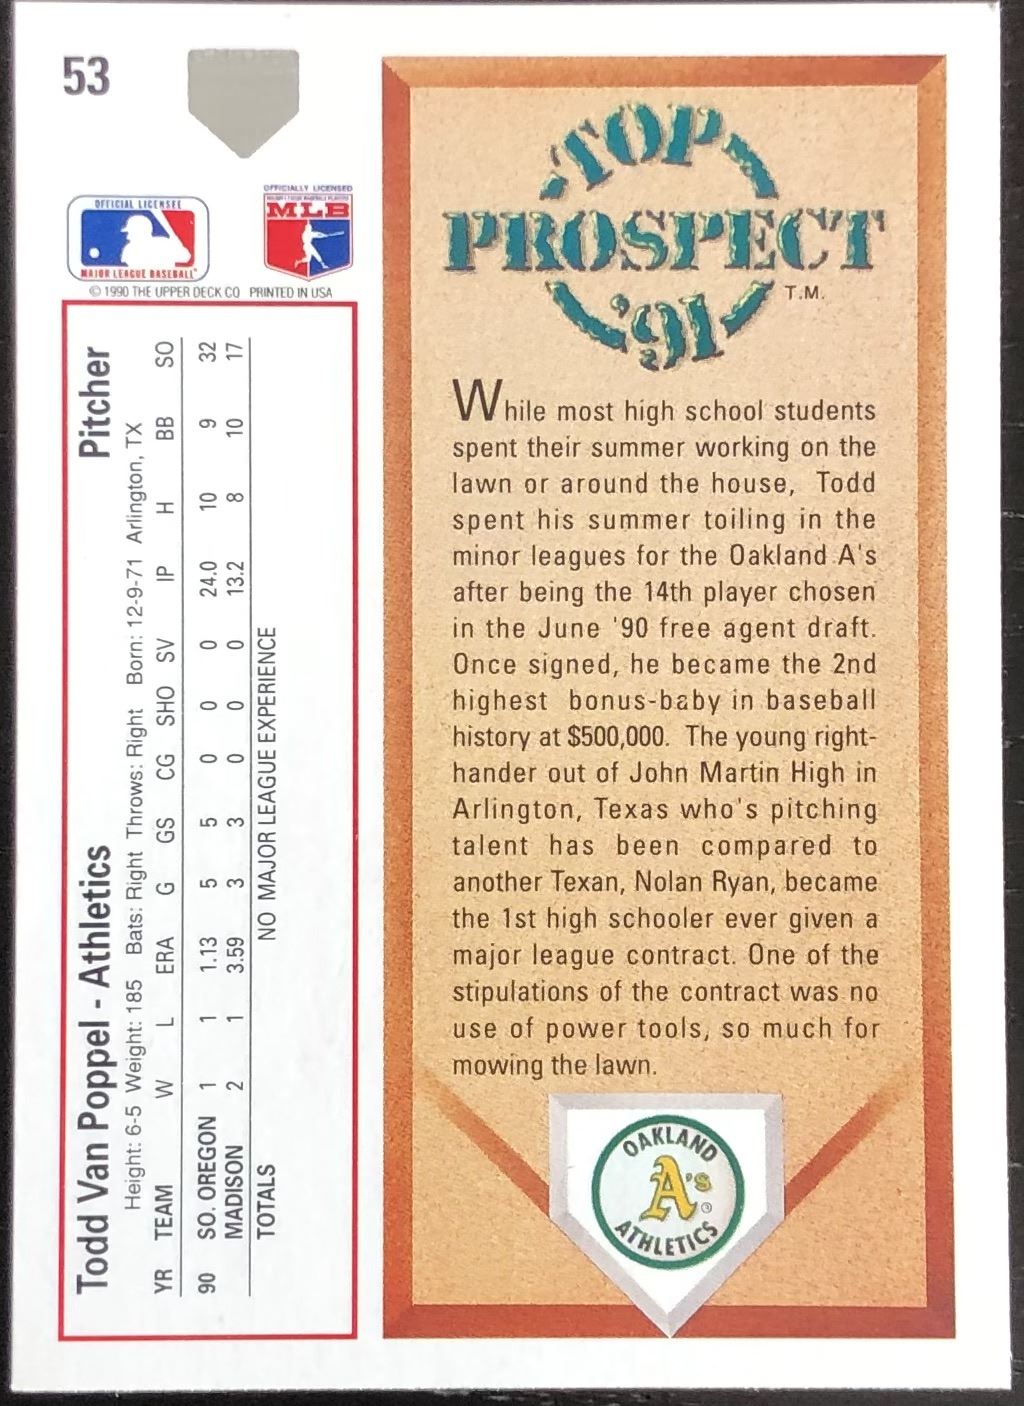 53
OFFICIAL LICENSEE
MAJOR LEAGUE BASEBALL
OFFICIALLY LICENSED
MAJOR LEAGUE BASEBALL PLAYERS
MLB
© 1990 THE UPPER DECK CO PRINTED IN USA
Todd Van Poppel - Athletics Pitcher
Height: 6-5 Weight: 185 Bats: Right Throws: Right Born: 12-9-71 Arlington, TX
YR TEAM W L ERA G GS CG SHO SV IP H BB SO
90 SO. OREGON 1 1 1.13 5 5 0 0 0 24.0 10 9 32
MADISON 2 1 3.59 3 3 0 0 0 13.2 8 10 17
TOTALS NO MAJOR LEAGUE EXPERIENCE
TOP
PROSPECT
'91
T.M.
While most high school students
spent their summer working on the
lawn or around the house, Todd
spent his summer toiling in the
minor leagues for the Oakland A's
after being the 14th player chosen
in the June '90 free agent draft.
Once signed, he became the 2nd
highest bonus-baby in baseball
history at $500,000. The young right-
hander out of John Martin High in
Arlington, Texas who's pitching
talent has been compared to
another Texan, Nolan Ryan, became
the 1st high schooler ever given a
major league contract. One of the
stipulations of the contract was no
use of power tools, so much for
mowing the lawn.
OAKLAND
A's
®
ATHLETICS